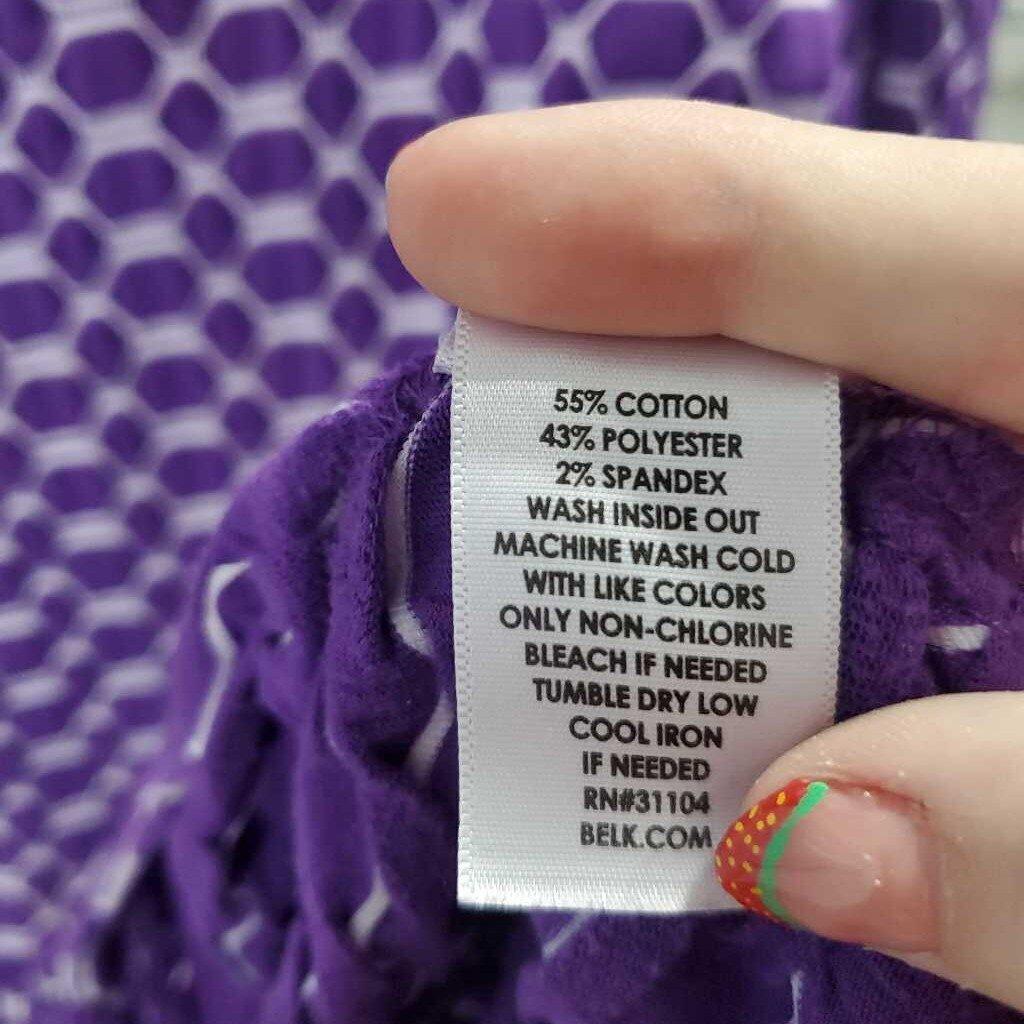 55% COTTON
43% POLYESTER
2% SPANDEX
WASH INSIDE OUT
MACHINE WASH COLD
WITH LIKE COLORS
ONLY NON-CHLORINE
BLEACH IF NEEDED
TUMBLE DRY LOW
COOL IRON
IF NEEDED
RN#31104
BELK.COM